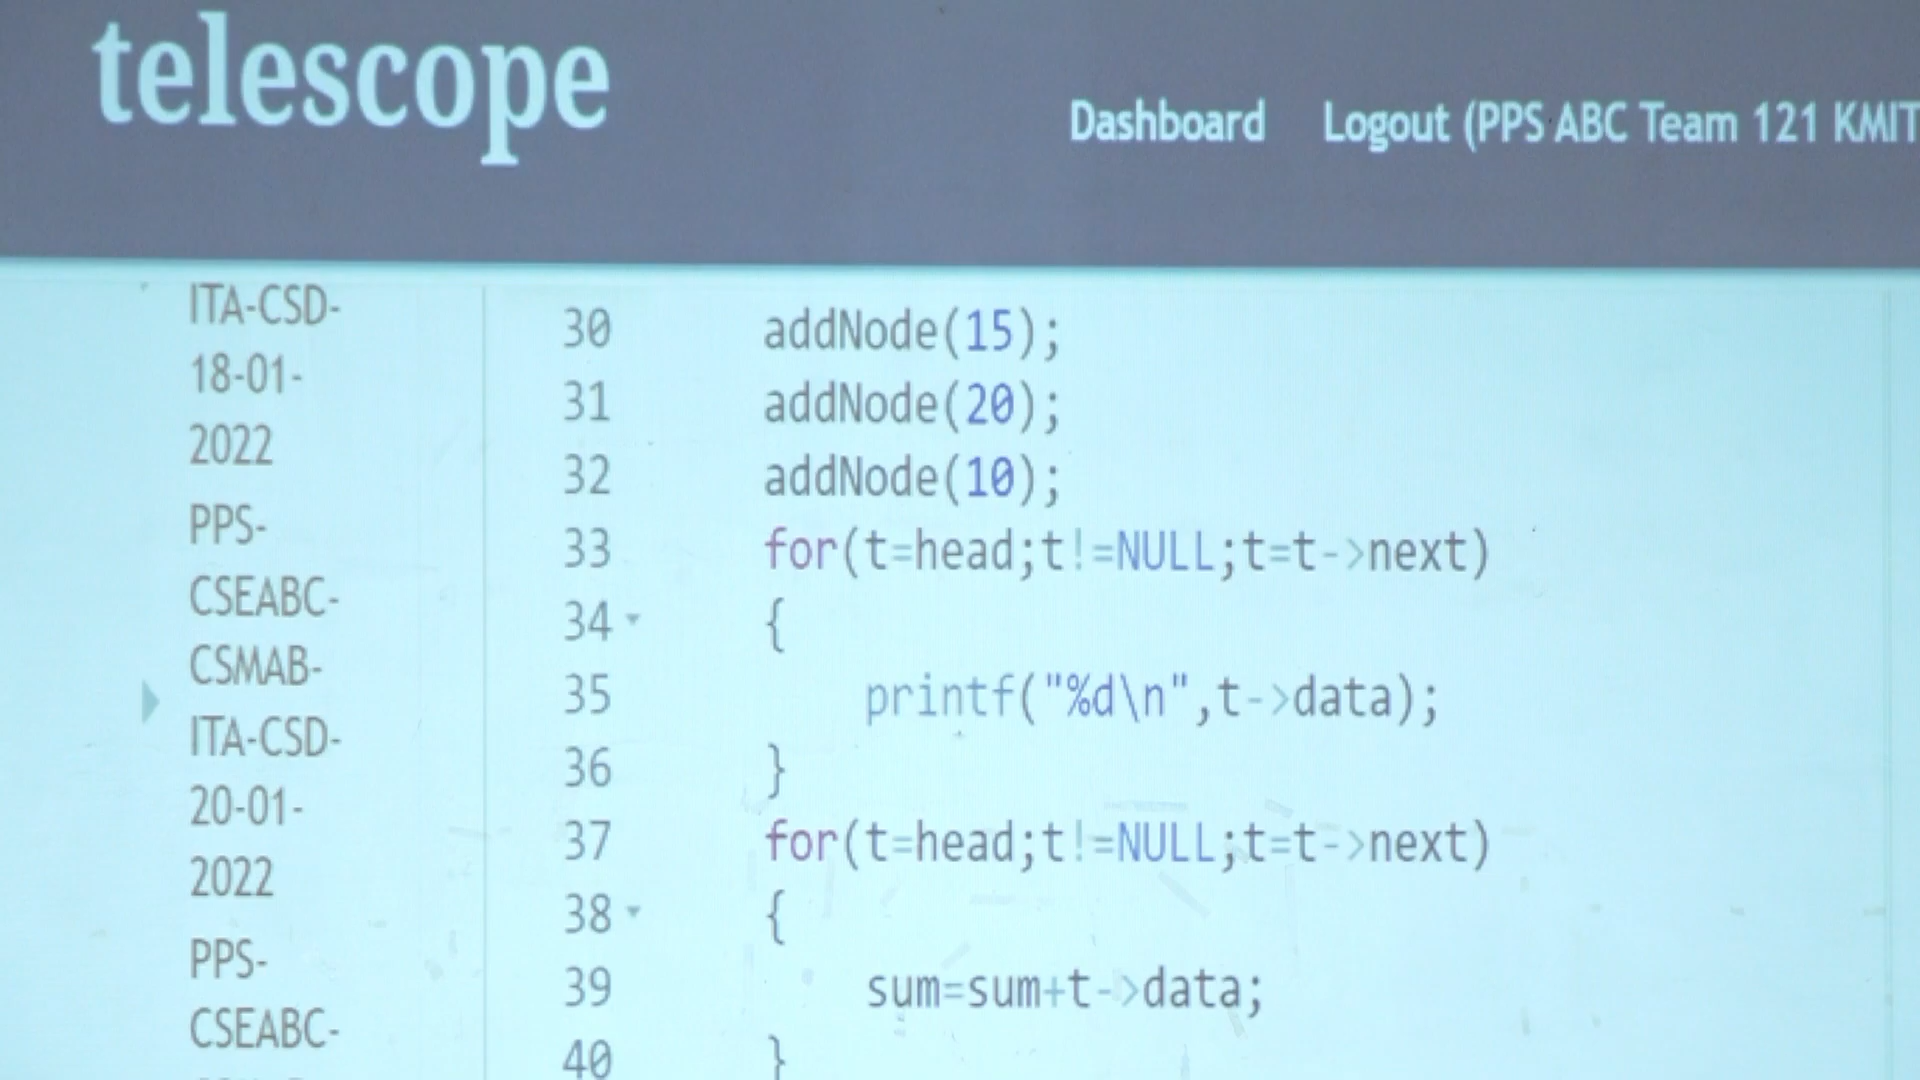 telescope
Dashboard Logout (PPS ABC Team 121 KMIT
ITA-CSD-
18-01-
2022
PPS-
CSEABC-
CSMAB-
ITA-CSD-
20-01-
2022
PPS-
CSEABC-
30 addNode(15);
31 addNode(20);
32 addNode(10);
33 for(t=head;t!=NULL;t=t->next)
34 {
35 printf("%d\n",t->data);
36 }
37 for(t=head;t!=NULL;t=t->next)
38 {
39 sum=sum+t->data;
40 }